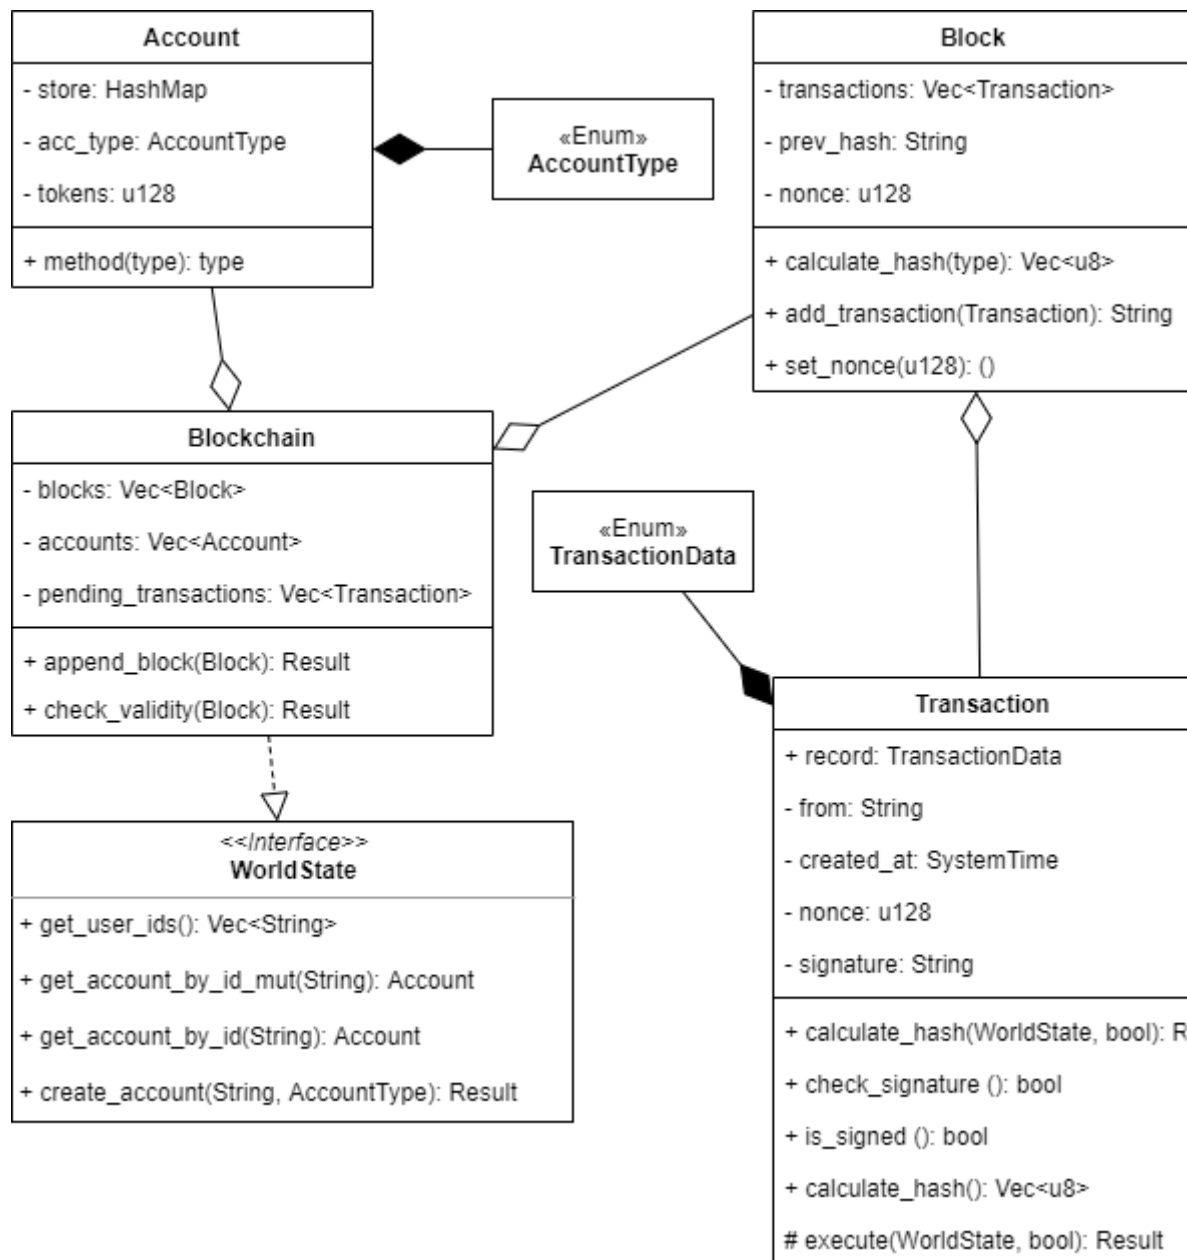 Account
- store: HashMap
- acc_type: AccountType
- tokens: u128
+ method(type): type
«Enum»
AccountType
Block
- transactions: Vec<Transaction>
- prev_hash: String
- nonce: u128
+ calculate_hash(type): Vec<u8>
+ add_transaction(Transaction): String
+ set_nonce(u128): ()
Blockchain
- blocks: Vec<Block>
- accounts: Vec<Account>
- pending_transactions: Vec<Transaction>
+ append_block(Block): Result
+ check_validity(Block): Result
«Enum»
TransactionData
<<Interface>>
WorldState
+ get_user_ids(): Vec<String>
+ get_account_by_id_mut(String): Account
+ get_account_by_id(String): Account
+ create_account(String, AccountType): Result
Transaction
+ record: TransactionData
- from: String
- created_at: SystemTime
- nonce: u128
- signature: String
+ calculate_hash(WorldState, bool): R
+ check_signature (): bool
+ is_signed (): bool
+ calculate_hash(): Vec<u8>
# execute(WorldState, bool): Result